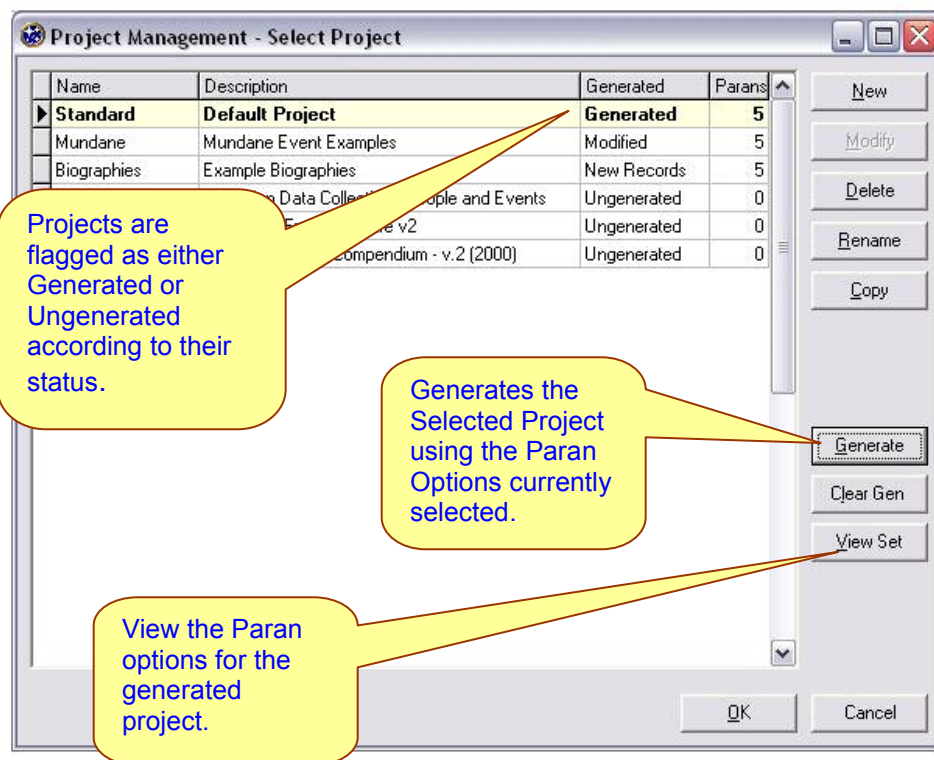 Project Management - Select Project
Name Description Generated Parans
Standard Default Project Generated 5
Mundane Mundane Event Examples Modified 5
Biographies Example Biographies New Records 5
Data and Events Ungenerated 0
v2 Ungenerated 0
Compendium - v.2 (2000) Ungenerated 0
New
Modify
Delete
Rename
Copy
Projects are
flagged as either
Generated or
Ungenerated
according to their
status.
Generates the
Selected Project
using the Paran
Options currently
selected.
Generate
Clear Gen
View Set
View the Paran
options for the
generated
project.
OK Cancel